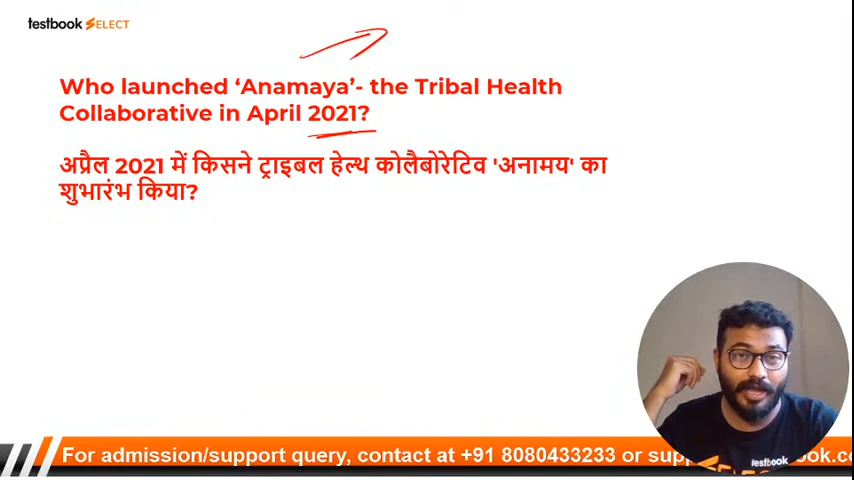 testbook SELECT
Who launched ‘Anamaya’- the Tribal Health
Collaborative in April 2021?
अप्रैल 2021 में किसने ट्राइबल हेल्थ कोलैबोरेटिव 'अनामय' का
शुभारंभ किया?
testbook
For admission/support query, contact at +91 8080433233 or